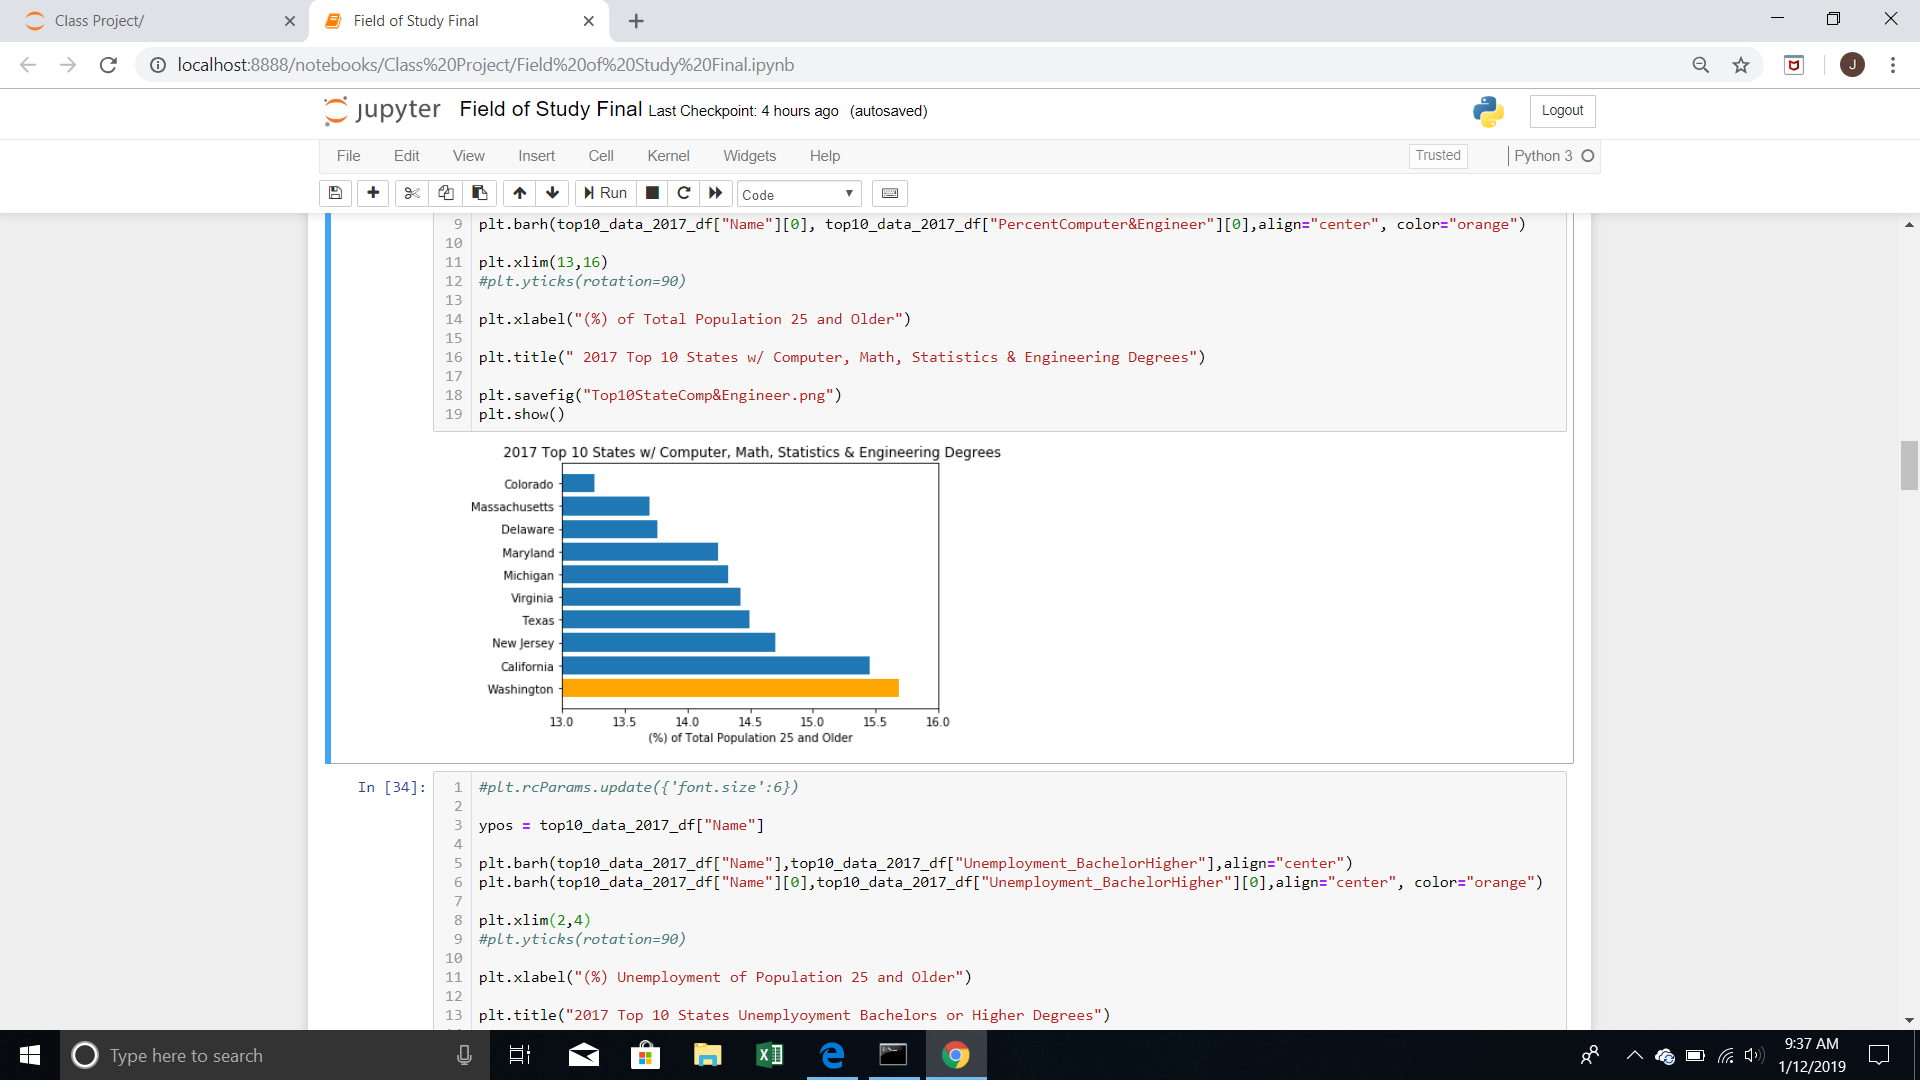 Class Project/
Field of Study Final
localhost:8888/notebooks/Class%20Project/Field%20of%20Study%20Final.ipynb
J
jupyter Field of Study Final Last Checkpoint: 4 hours ago (autosaved)
Logout
File Edit View Insert Cell Kernel Widgets Help
Trusted
Python 3
Run
Code
9 plt.barh(top10_data_2017_df["Name"][0], top10_data_2017_df["PercentComputer&Engineer"][0],align="center", color="orange")
10
11 plt.xlim(13,16)
12 #plt.yticks(rotation=90)
13
14 plt.xlabel("(%) of Total Population 25 and Older")
15
16 plt.title(" 2017 Top 10 States w/ Computer, Math, Statistics & Engineering Degrees")
17
18 plt.savefig("Top10StateComp&Engineer.png")
19 plt.show()
2017 Top 10 States w/ Computer, Math, Statistics & Engineering Degrees
Colorado
Massachusetts
Delaware
Maryland
Michigan
Virginia
Texas
New Jersey
California
Washington
13.0 13.5 14.0 14.5 15.0 15.5 16.0
(%) of Total Population 25 and Older
In [34]:
1 #plt.rcParams.update({'font.size':6})
2
3 ypos = top10_data_2017_df["Name"]
4
5 plt.barh(top10_data_2017_df["Name"],top10_data_2017_df["Unemployment_BachelorHigher"],align="center")
6 plt.barh(top10_data_2017_df["Name"][0],top10_data_2017_df["Unemployment_BachelorHigher"][0],align="center", color="orange")
7
8 plt.xlim(2,4)
9 #plt.yticks(rotation=90)
10
11 plt.xlabel("(%) Unemployment of Population 25 and Older")
12
13 plt.title("2017 Top 10 States Unemplyoyment Bachelors or Higher Degrees")
Type here to search
9:37 AM
1/12/2019